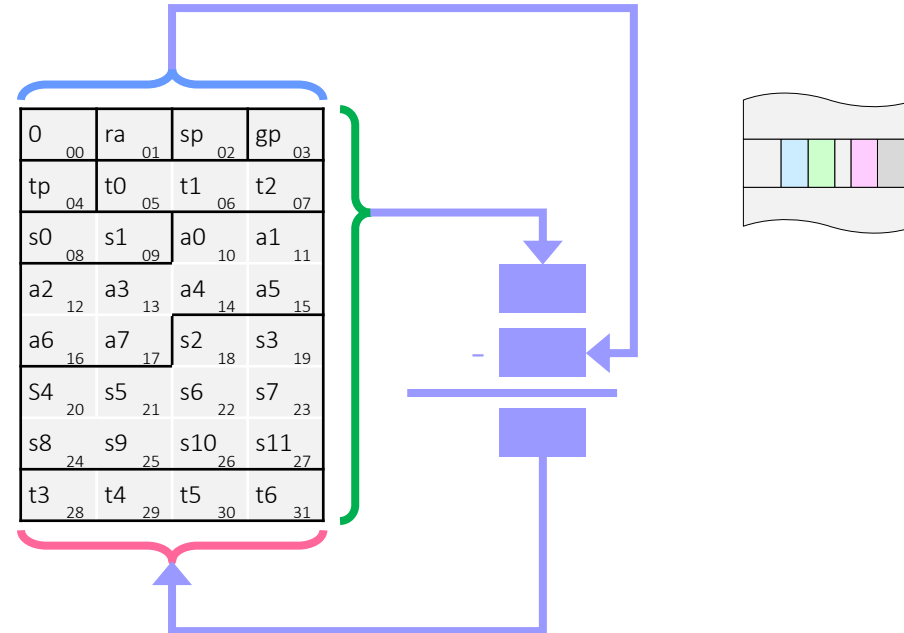 0 00 ra 01 sp 02 gp 03
tp 04 t0 05 t1 06 t2 07
s0 08 s1 09 a0 10 a1 11
a2 12 a3 13 a4 14 a5 15
a6 16 a7 17 s2 18 s3 19
S4 20 s5 21 s6 22 s7 23
s8 24 s9 25 s10 26 s11 27
t3 28 t4 29 t5 30 t6 31
-